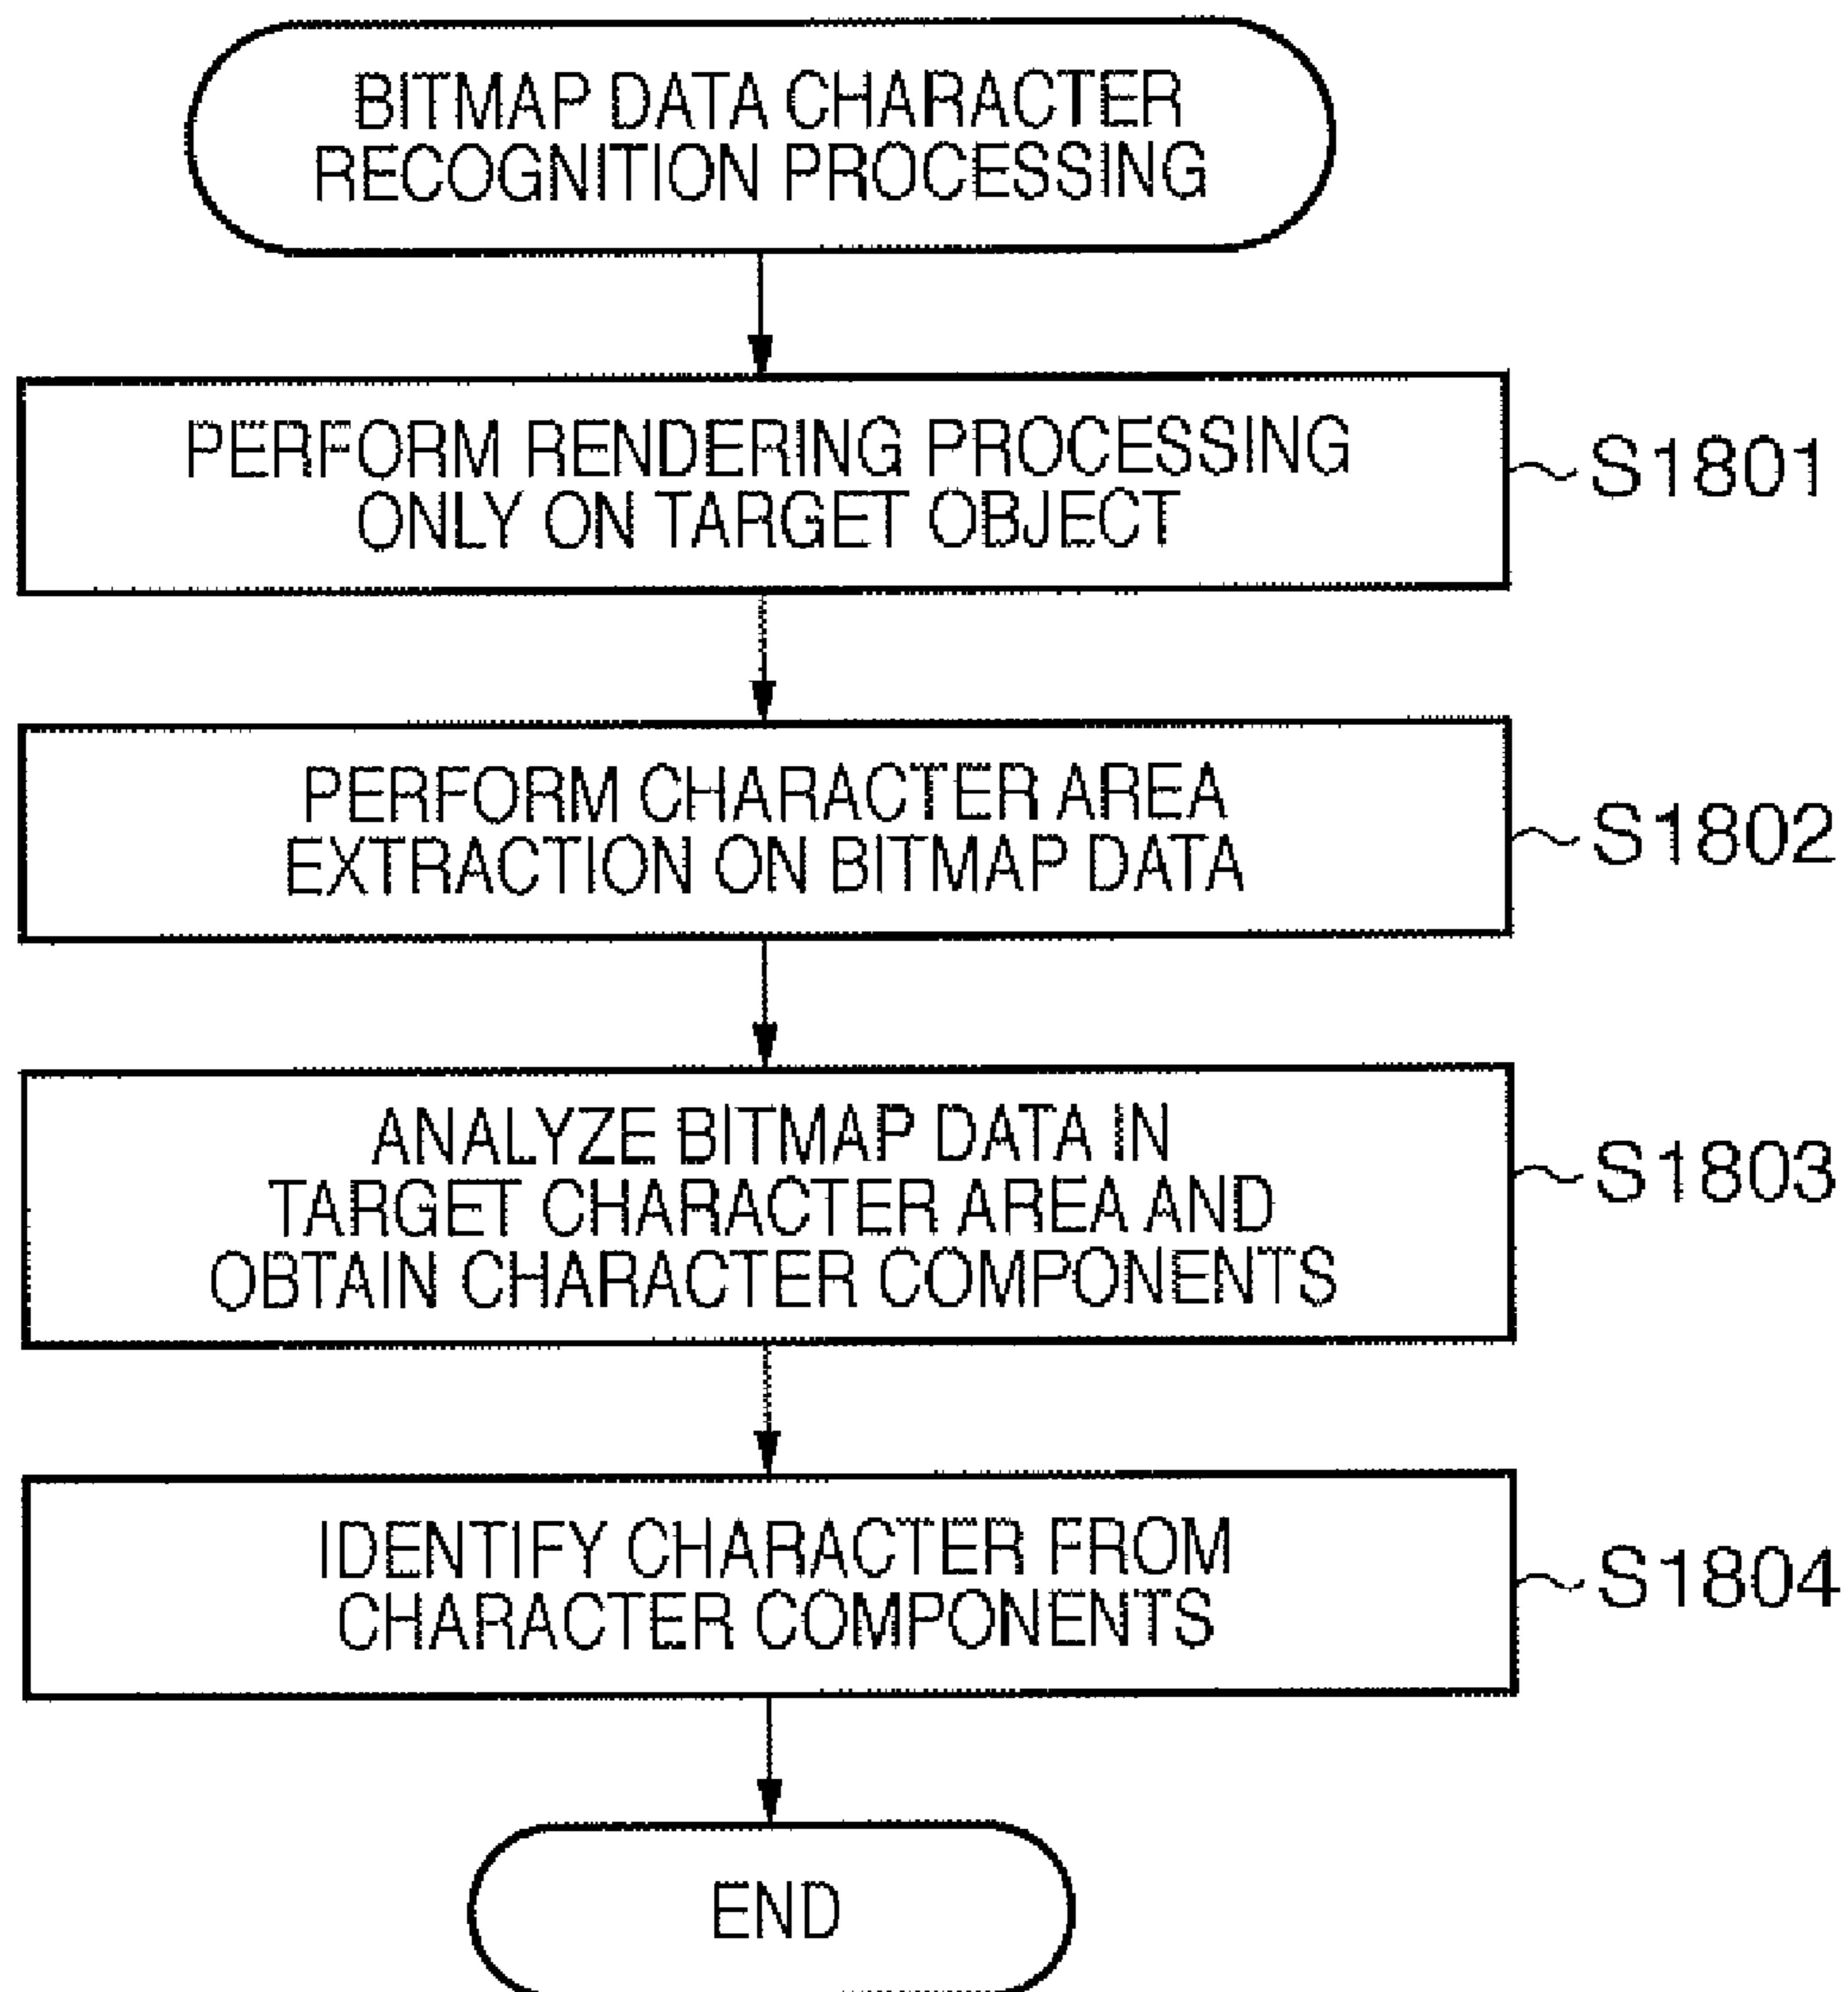 BITMAP DATA CHARACTER
RECOGNITION PROCESSING
PERFORM RENDERING PROCESSING
ONLY ON TARGET OBJECT
S1801
PERFORM CHARACTER AREA
EXTRACTION ON BITMAP DATA
S1802
ANALYZE BITMAP DATA IN
TARGET CHARACTER AREA AND
OBTAIN CHARACTER COMPONENTS
S1803
IDENTIFY CHARACTER FROM
CHARACTER COMPONENTS
S1804
END